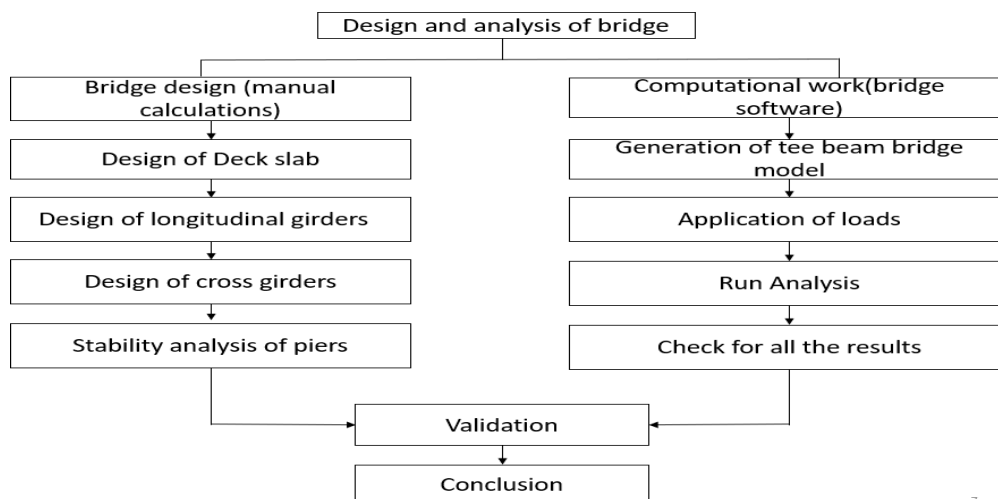 Design and analysis of bridge
Bridge design (manual
calculations)
Design of Deck slab
Design of longitudinal girders
Design of cross girders
Stability analysis of piers
Computational work(bridge
software)
Generation of tee beam bridge
model
Application of loads
Run Analysis
Check for all the results
Validation
Conclusion